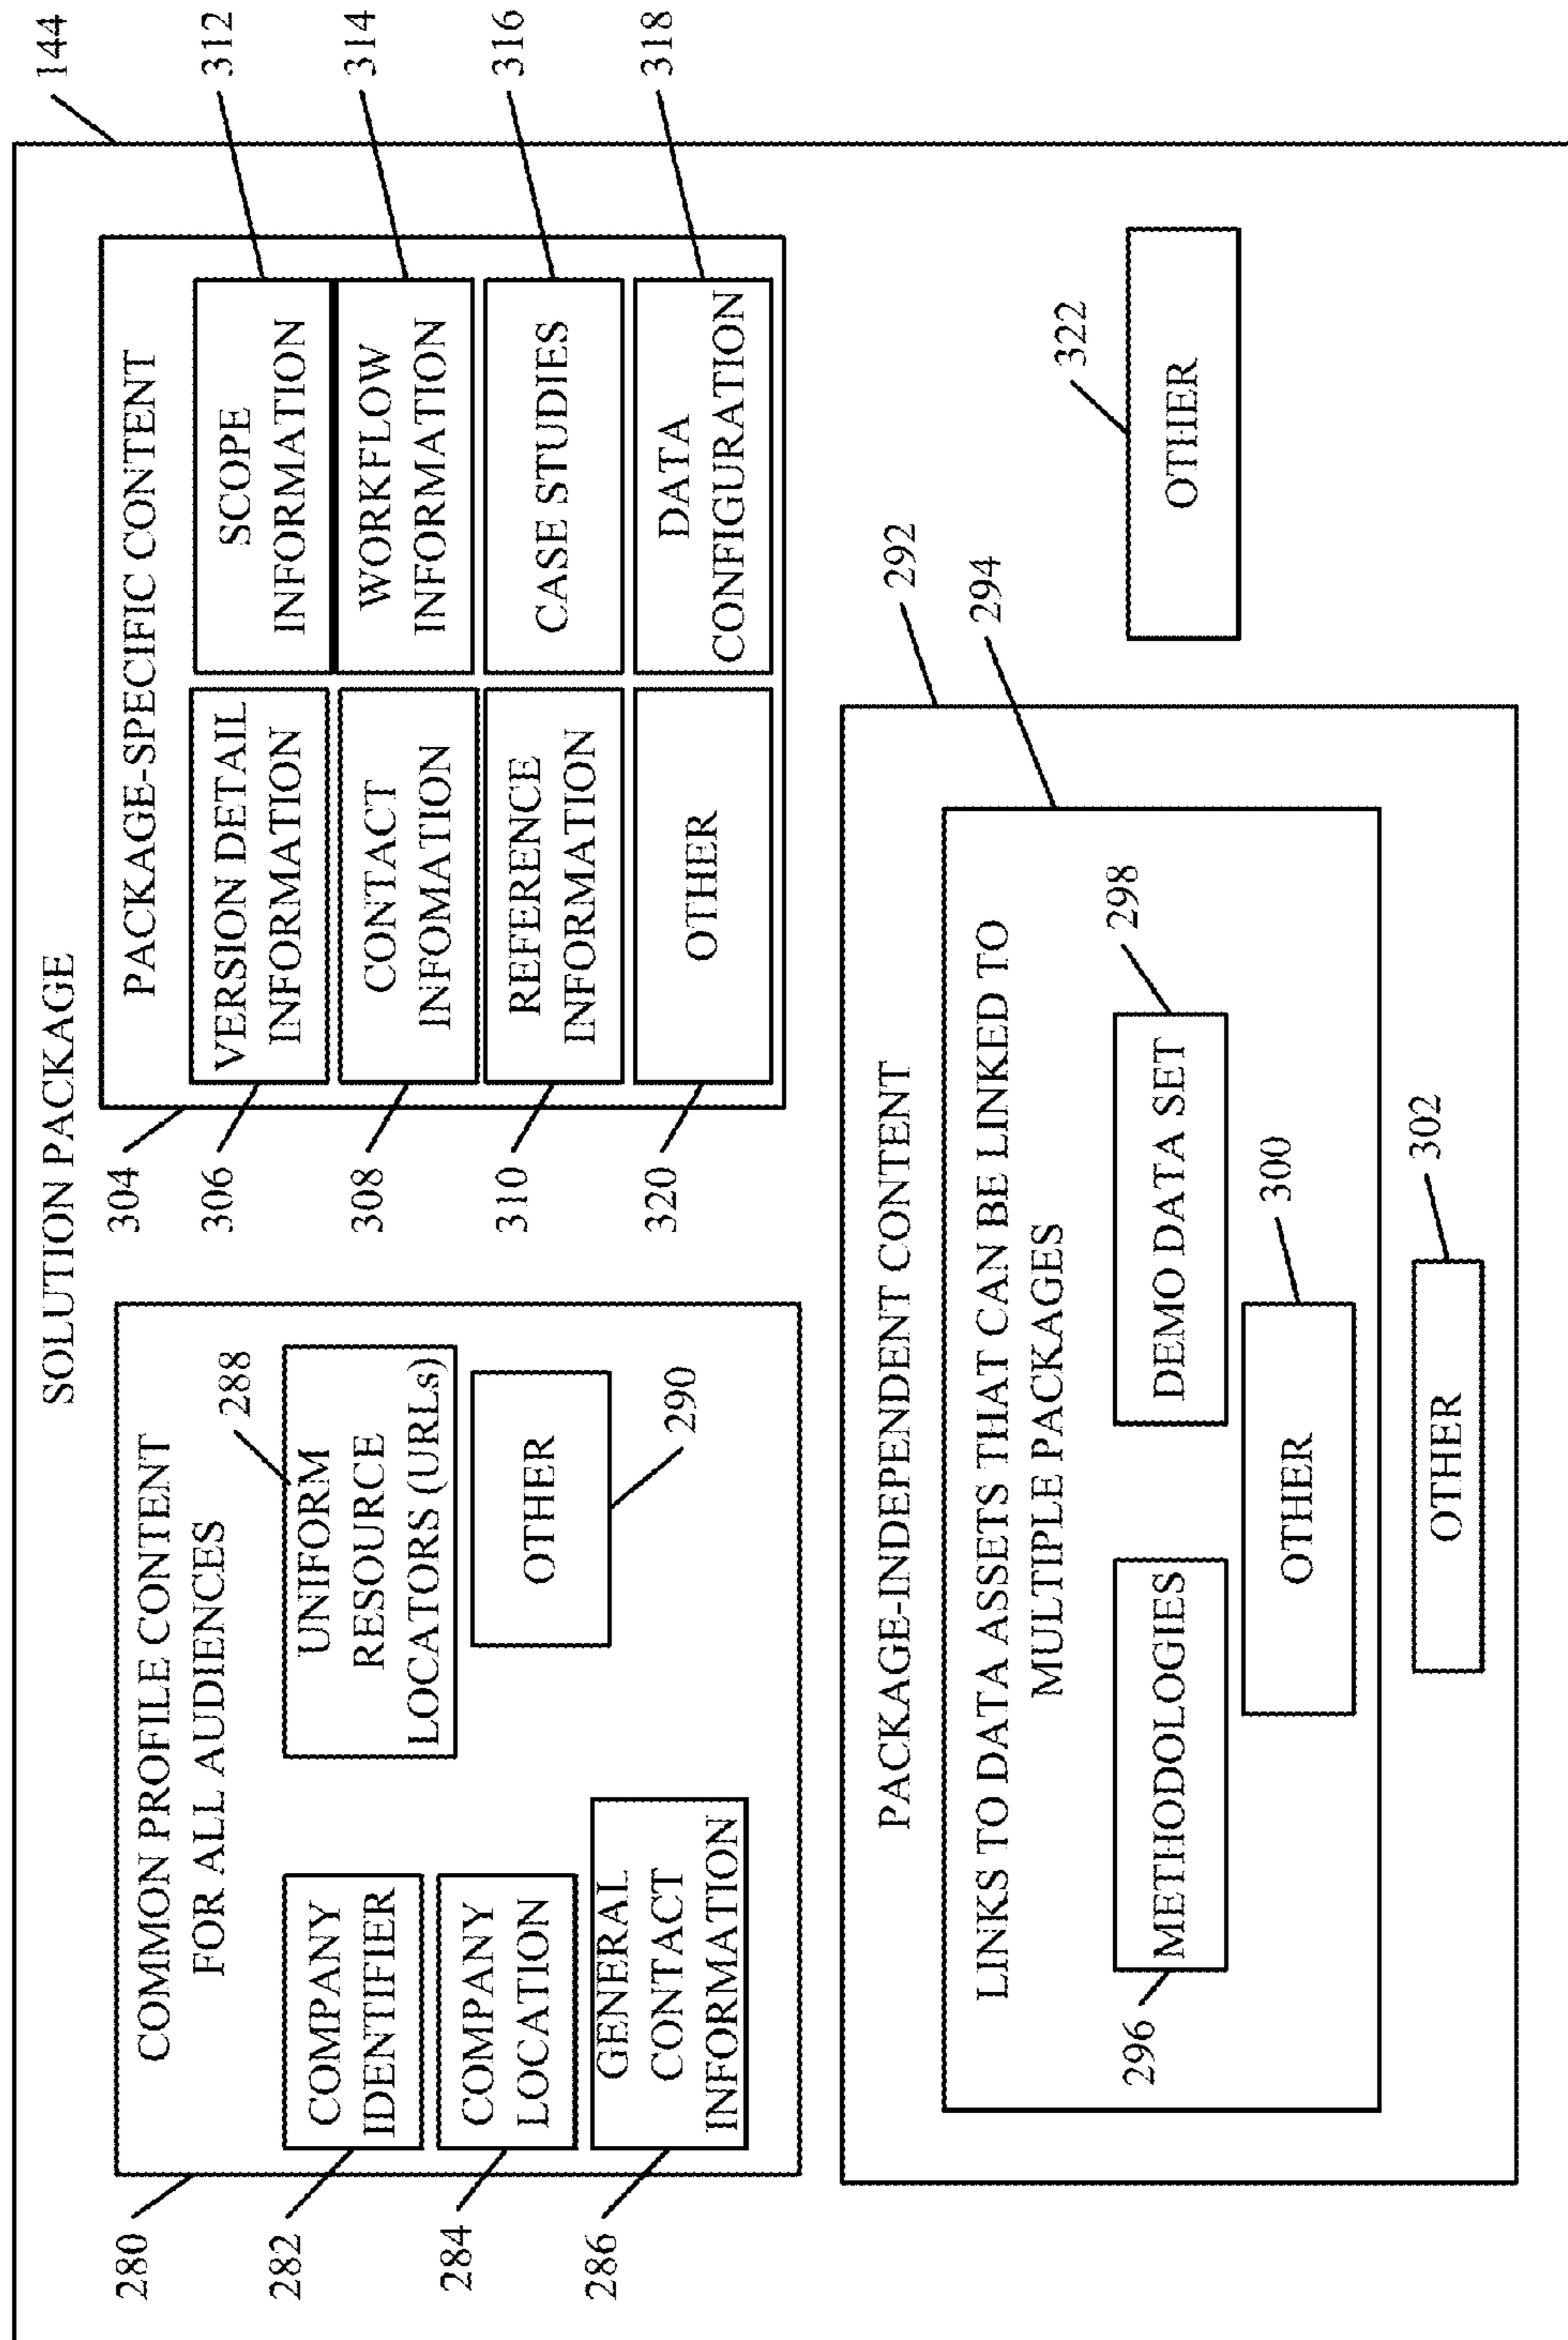 SOLUTION PACKAGE
144
280
COMMON PROFILE CONTENT
FOR ALL AUDIENCES
282
COMPANY
IDENTIFIER
284
COMPANY
LOCATION
286
GENERAL
CONTACT
INFORMATION
288
UNIFORM
RESOURCE
LOCATORS (URLs)
OTHER
290
304
PACKAGE-SPECIFIC CONTENT
306
VERSION DETAIL
INFORMATION
SCOPE
INFORMATION
312
308
CONTACT
INFOMATION
WORKFLOW
INFORMATION
314
310
REFERENCE
INFORMATION
CASE STUDIES
316
320
OTHER
DATA
CONFIGURATION
318
PACKAGE-INDEPENDENT CONTENT
292
LINKS TO DATA ASSETS THAT CAN BE LINKED TO
MULTIPLE PACKAGES
294
296
METHODOLOGIES
DEMO DATA SET
298
OTHER
300
OTHER
302
322
OTHER